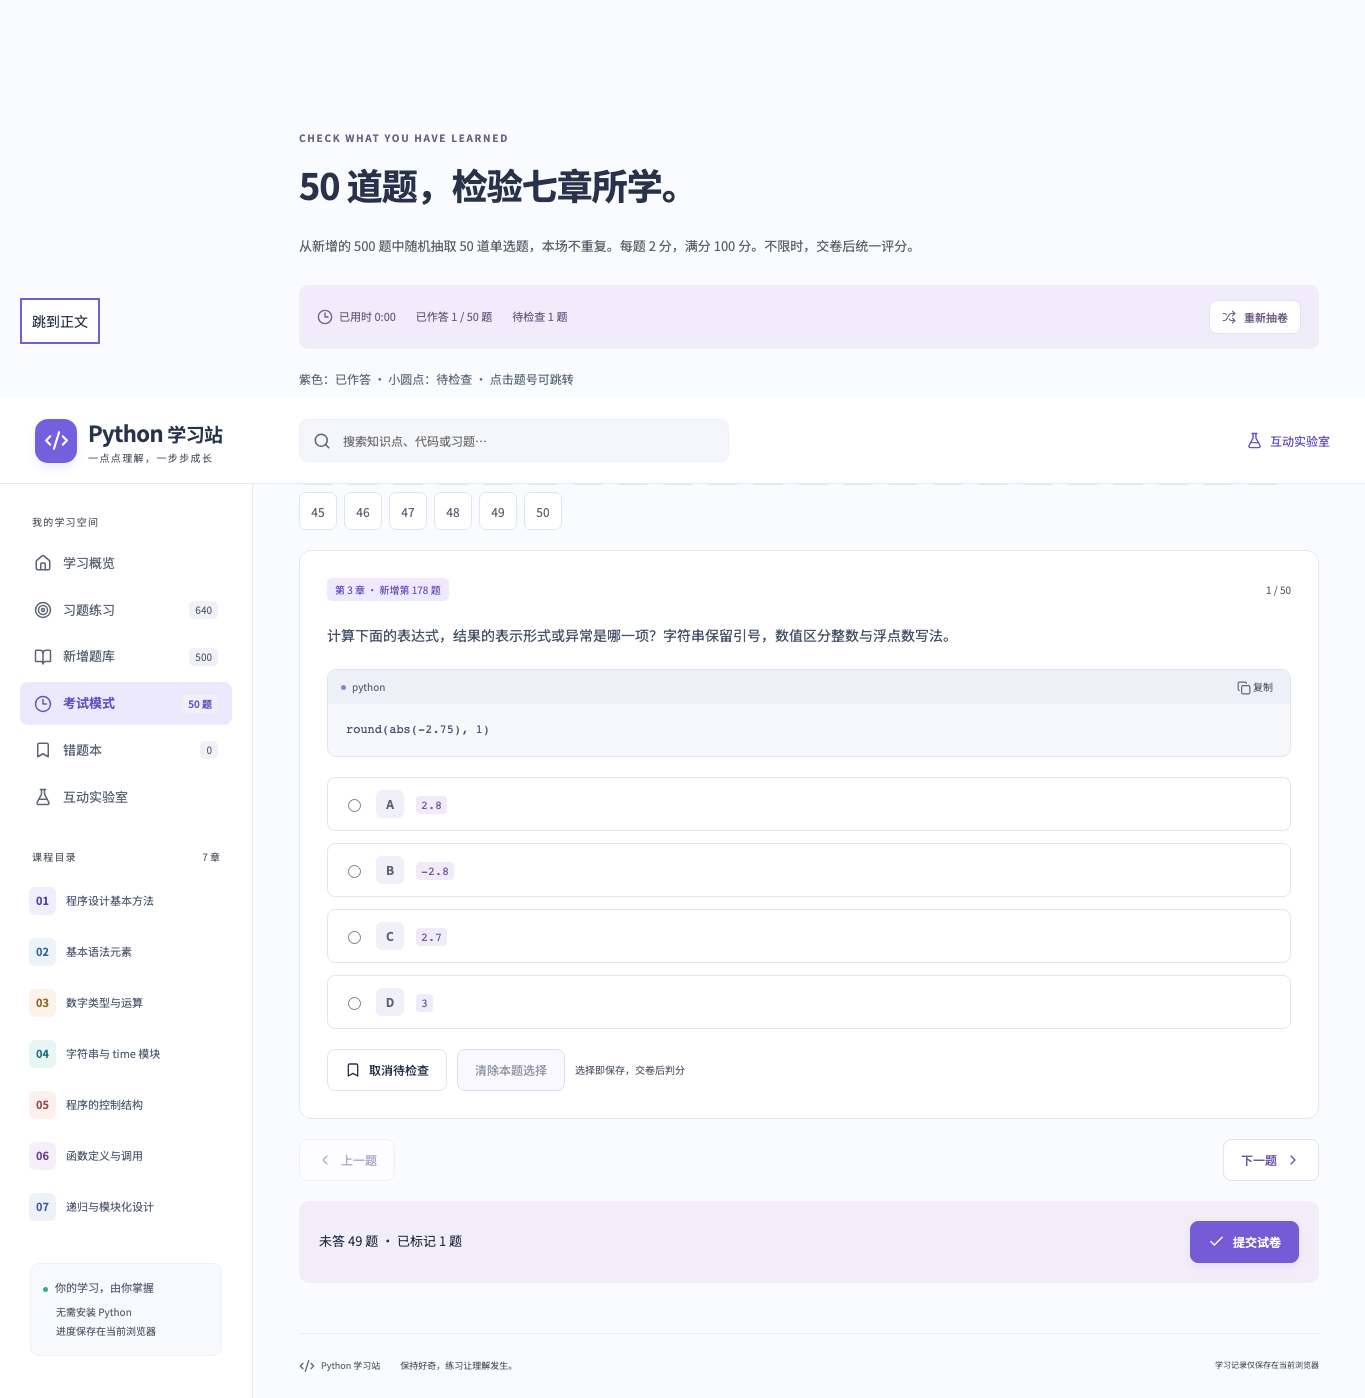 CHECK WHAT YOU HAVE LEARNED
50 道题，检验七章所学。
从新增的 500 题中随机抽取 50 道单选题，本场不重复。每题 2 分，满分 100 分。不限时，交卷后统一评分。
跳到正文
已用时 0:00 已作答 1 / 50 题 待检查 1 题
重新抽卷
紫色：已作答 · 小圆点：待检查 · 点击题号可跳转
Python 学习站
一点点理解，一步步成长
搜索知识点、代码或习题…
互动实验室
我的学习空间
学习概览
习题练习 640
新增题库 500
考试模式 50 题
错题本 0
互动实验室
课程目录 7 章
01 程序设计基本方法
02 基本语法元素
03 数字类型与运算
04 字符串与 time 模块
05 程序的控制结构
06 函数定义与调用
07 递归与模块化设计
你的学习，由你掌握
无需安装 Python
进度保存在当前浏览器
45 46 47 48 49 50
第 3 章 · 新增第 178 题
1 / 50
计算下面的表达式，结果的表示形式或异常是哪一项？字符串保留引号，数值区分整数与浮点数写法。
python
复制
round(abs(-2.75), 1)
A 2.8
B -2.8
C 2.7
D 3
取消待检查 清除本题选择 选择即保存，交卷后判分
上一题
下一题
未答 49 题 · 已标记 1 题
提交试卷
Python 学习站 保持好奇，练习让理解发生。
学习记录仅保存在当前浏览器